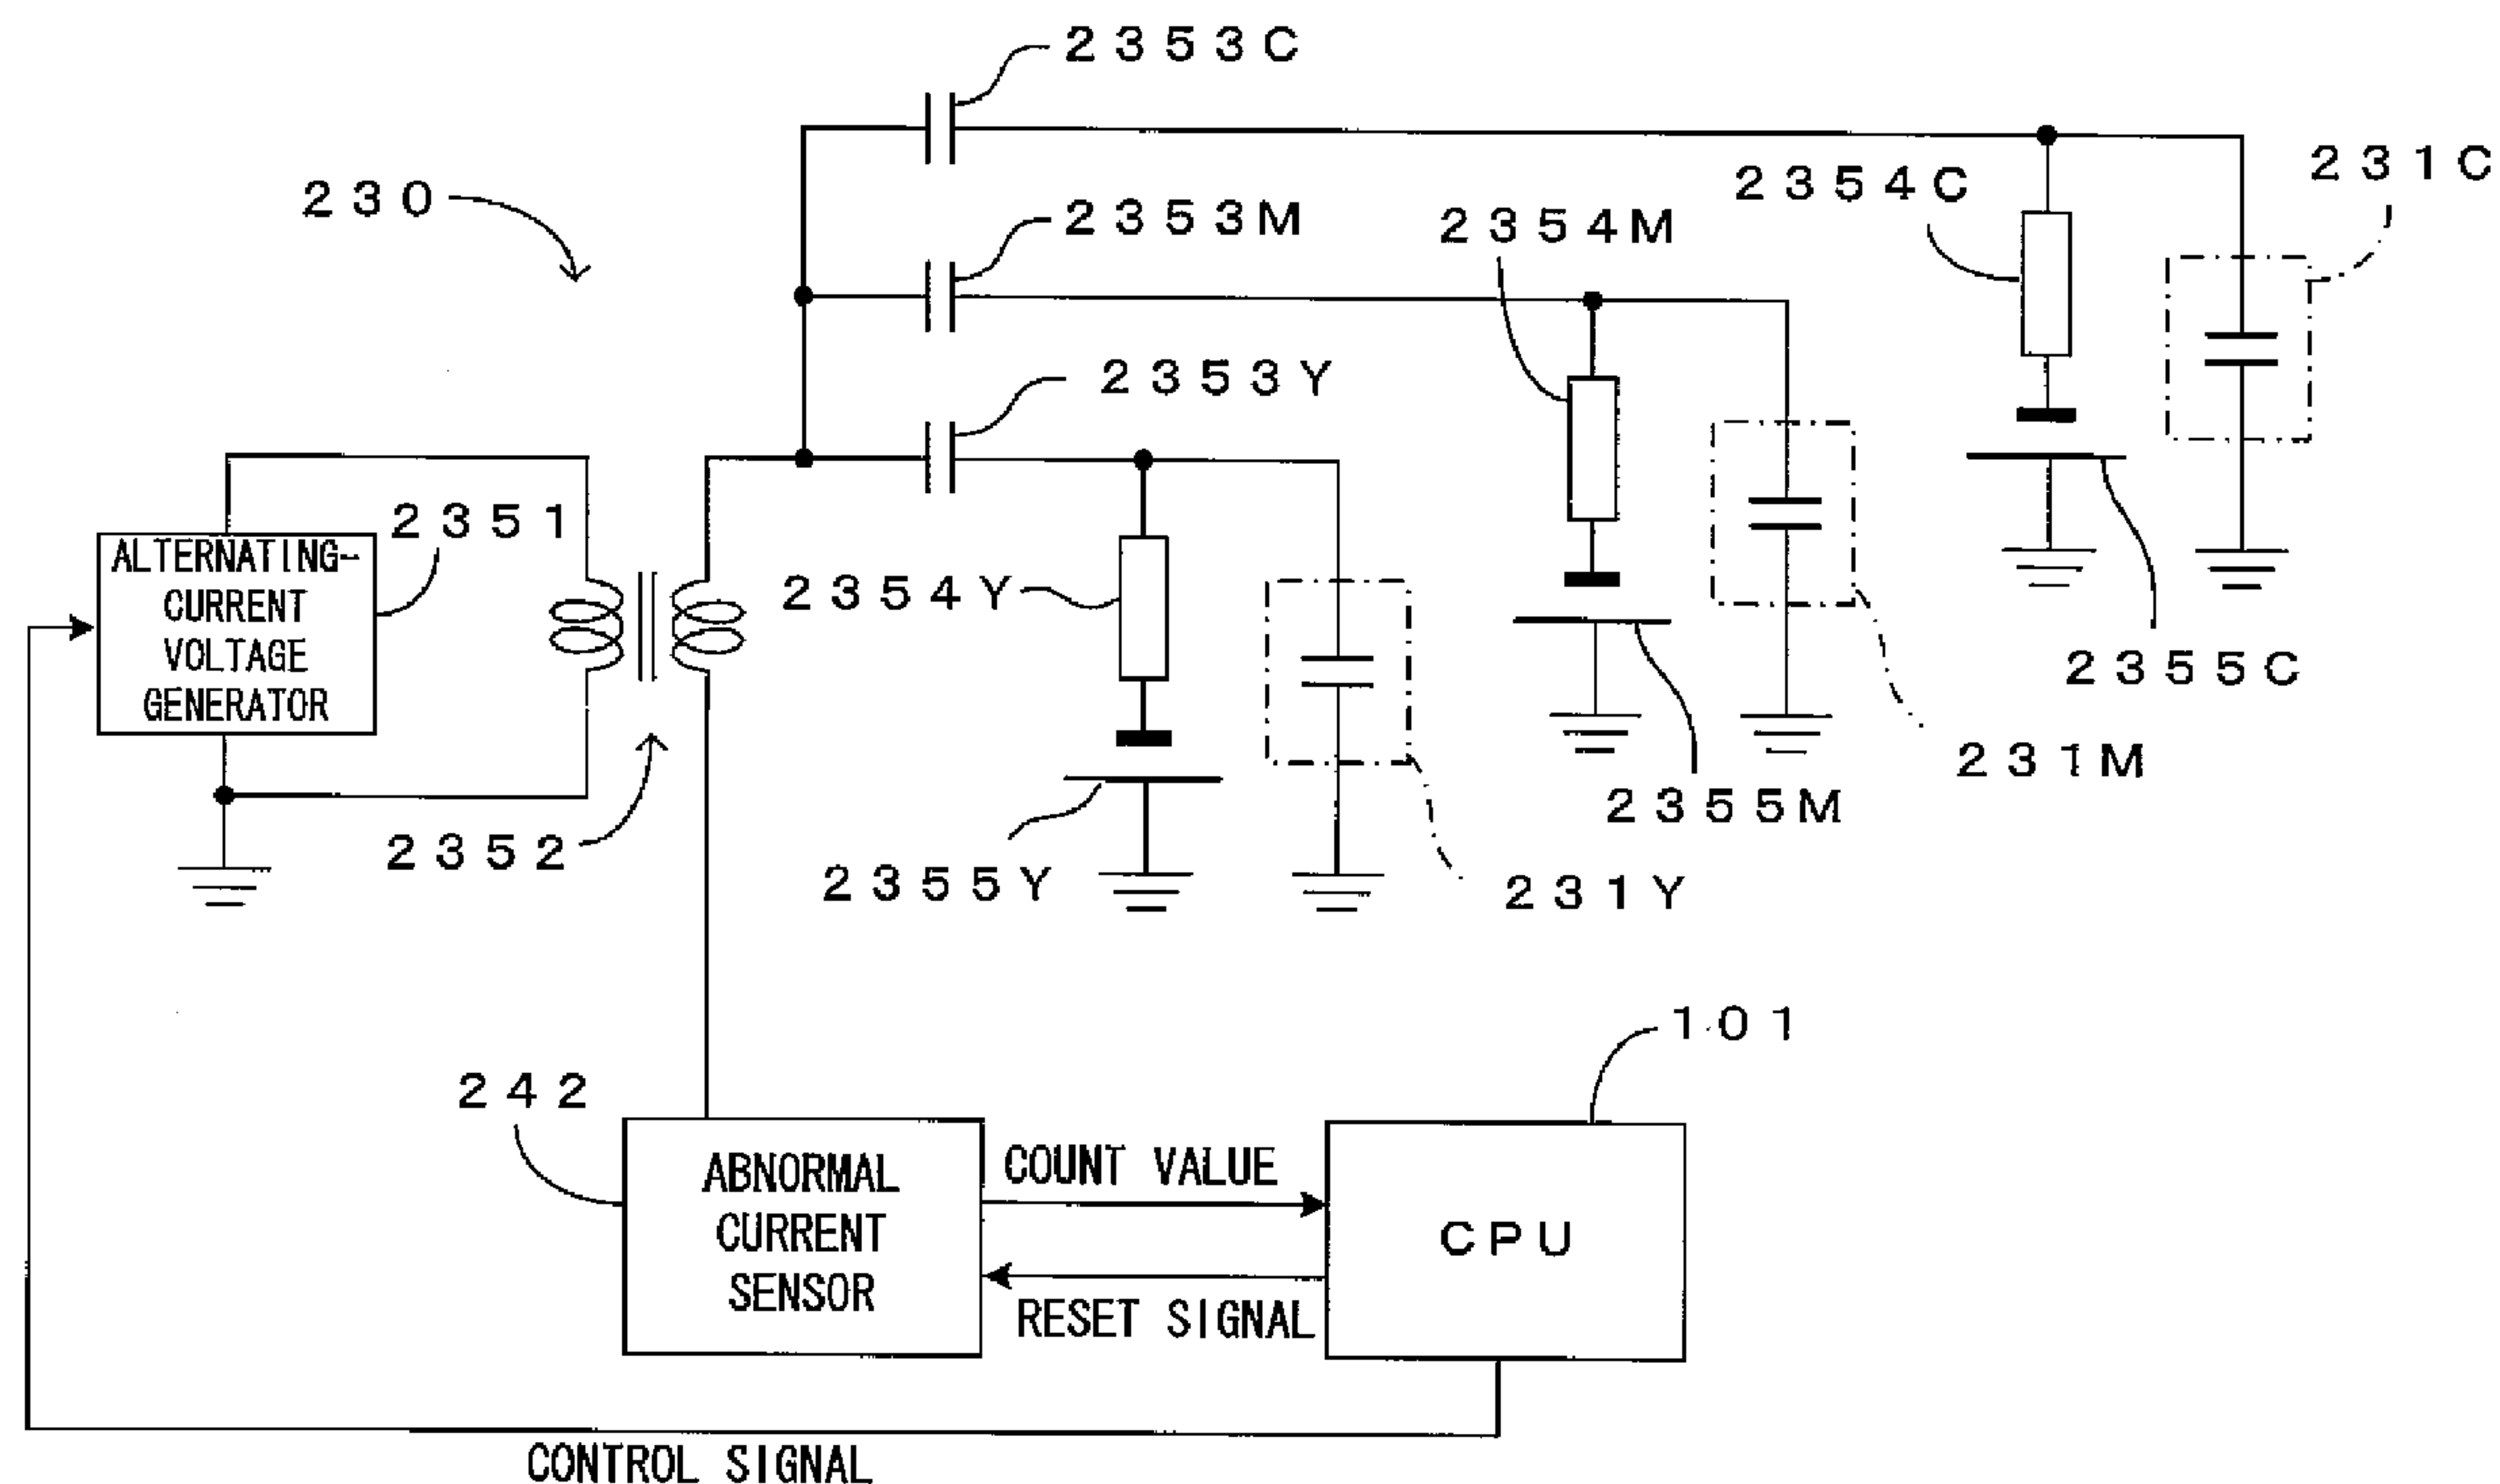 2353C
231C
2354C
230
2353M
2354M
2353Y
2351
ALTERNATING-
CURRENT
VOLTAGE
GENERATOR
2354Y
2355C
231M
2355M
2352
2355Y
231Y
101
242
ABNORMAL
CURRENT
SENSOR
COUNT VALUE
RESET SIGNAL
CPU
CONTROL SIGNAL